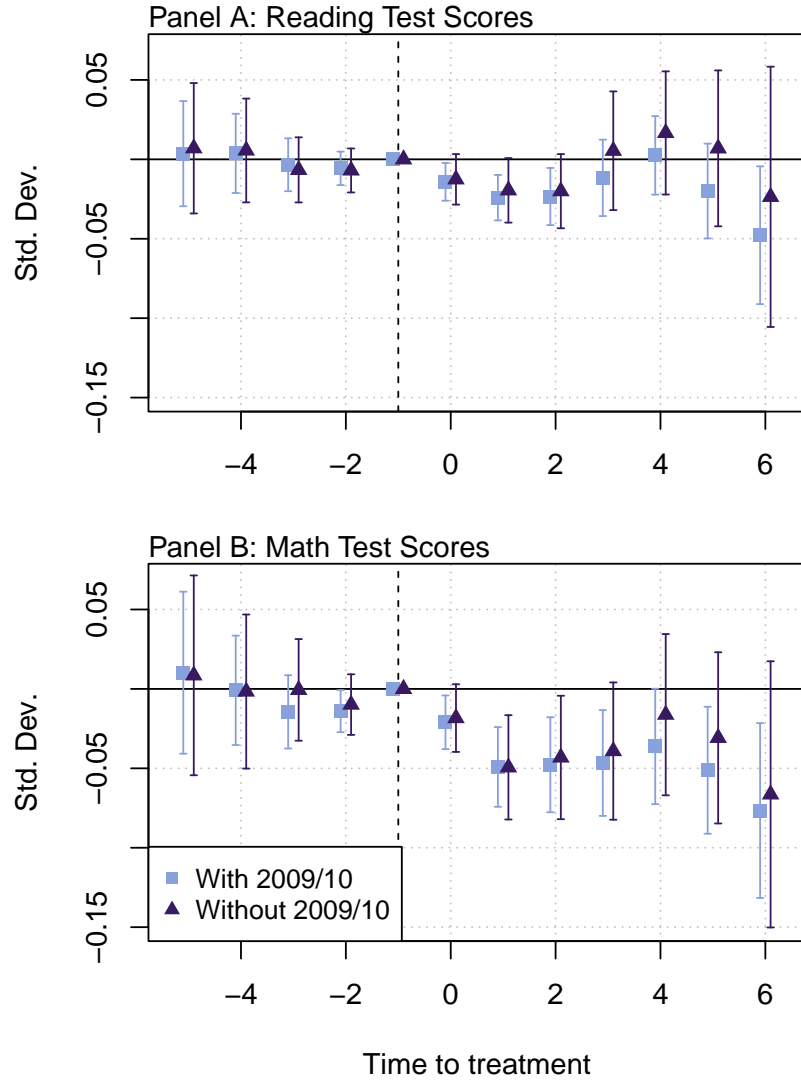 Panel A: Reading Test Scores
0.05
−0.05
−0.15
Std. Dev.
−4 −2 0 2 4 6
Panel B: Math Test Scores
0.05
−0.05
−0.15
Std. Dev.
With 2009/10
Without 2009/10
−4 −2 0 2 4 6
Time to treatment